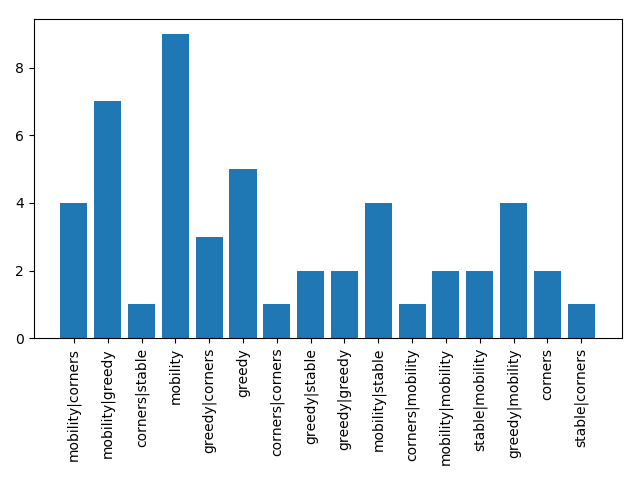 8
6
4
2
0
mobility|corners
mobility|greedy
corners|stable
mobility
greedy|corners
greedy
corners|corners
greedy|stable
greedy|greedy
mobility|stable
corners|mobility
mobility|mobility
stable|mobility
greedy|mobility
corners
stable|corners